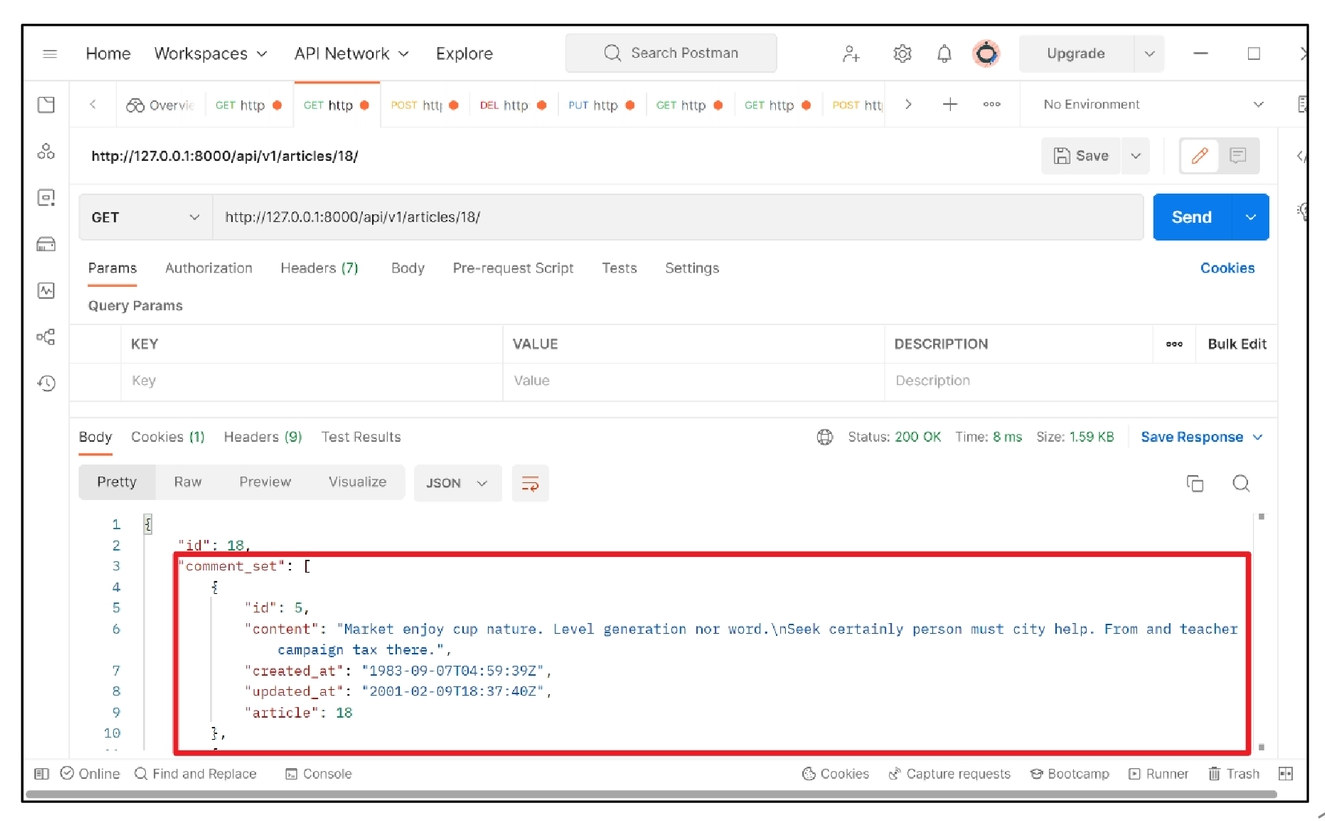 Home Workspaces API Network Explore Search Postman Upgrade
Overvie GET http GET http POST htt DEL http PUT http GET http GET http POST htt No Environment
http://127.0.0.1:8000/api/v1/articles/18/ Save
GET http://127.0.0.1:8000/api/v1/articles/18/ Send
Params Authorization Headers (7) Body Pre-request Script Tests Settings Cookies
Query Params
KEY VALUE DESCRIPTION Bulk Edit
Key Value Description
Body Cookies (1) Headers (9) Test Results Status: 200 OK Time: 8 ms Size: 1.59 KB Save Response
Pretty Raw Preview Visualize JSON
1 {
2 "id": 18,
3 "comment_set": [
4 {
5 "id": 5,
6 "content": "Market enjoy cup nature. Level generation nor word.\nSeek certainly person must city help. From and teacher
campaign tax there.",
7 "created_at": "1983-09-07T04:59:39Z",
8 "updated_at": "2001-02-09T18:37:40Z",
9 "article": 18
10 },
Online Find and Replace Console Cookies Capture requests Bootcamp Runner Trash